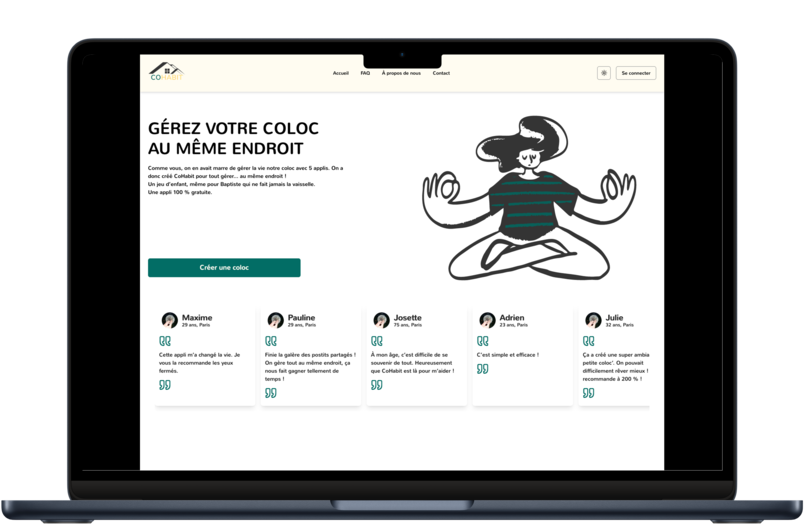 COHABIT
Accueil
FAQ
À propos de nous
Contact
Se connecter
GÉREZ VOTRE COLOC
AU MÊME ENDROIT
Comme vous, on en avait marre de gérer la vie notre coloc avec 5 applis. On a
donc créé CoHabit pour tout gérer... au même endroit !
Un jeu d'enfant, même pour Baptiste qui ne fait jamais la vaisselle.
Une appli 100 % gratuite.
Créer une coloc
Maxime
29 ans, Paris
Cette appli m'a changé la vie. Je
vous la recommande les yeux
fermés.
Pauline
29 ans, Paris
Finie la galère des postits partagés !
On gère tout au même endroit, ça
nous fait gagner tellement de
temps !
Josette
75 ans, Paris
À mon âge, c'est difficile de se
souvenir de tout. Heureusement
que CoHabit est là pour m'aider !
Adrien
23 ans, Paris
C'est simple et efficace !
Julie
32 ans, Paris
Ça a créé une super ambia
petite coloc'. On pouvait
difficilement rêver mieux !
recommande à 200 % !